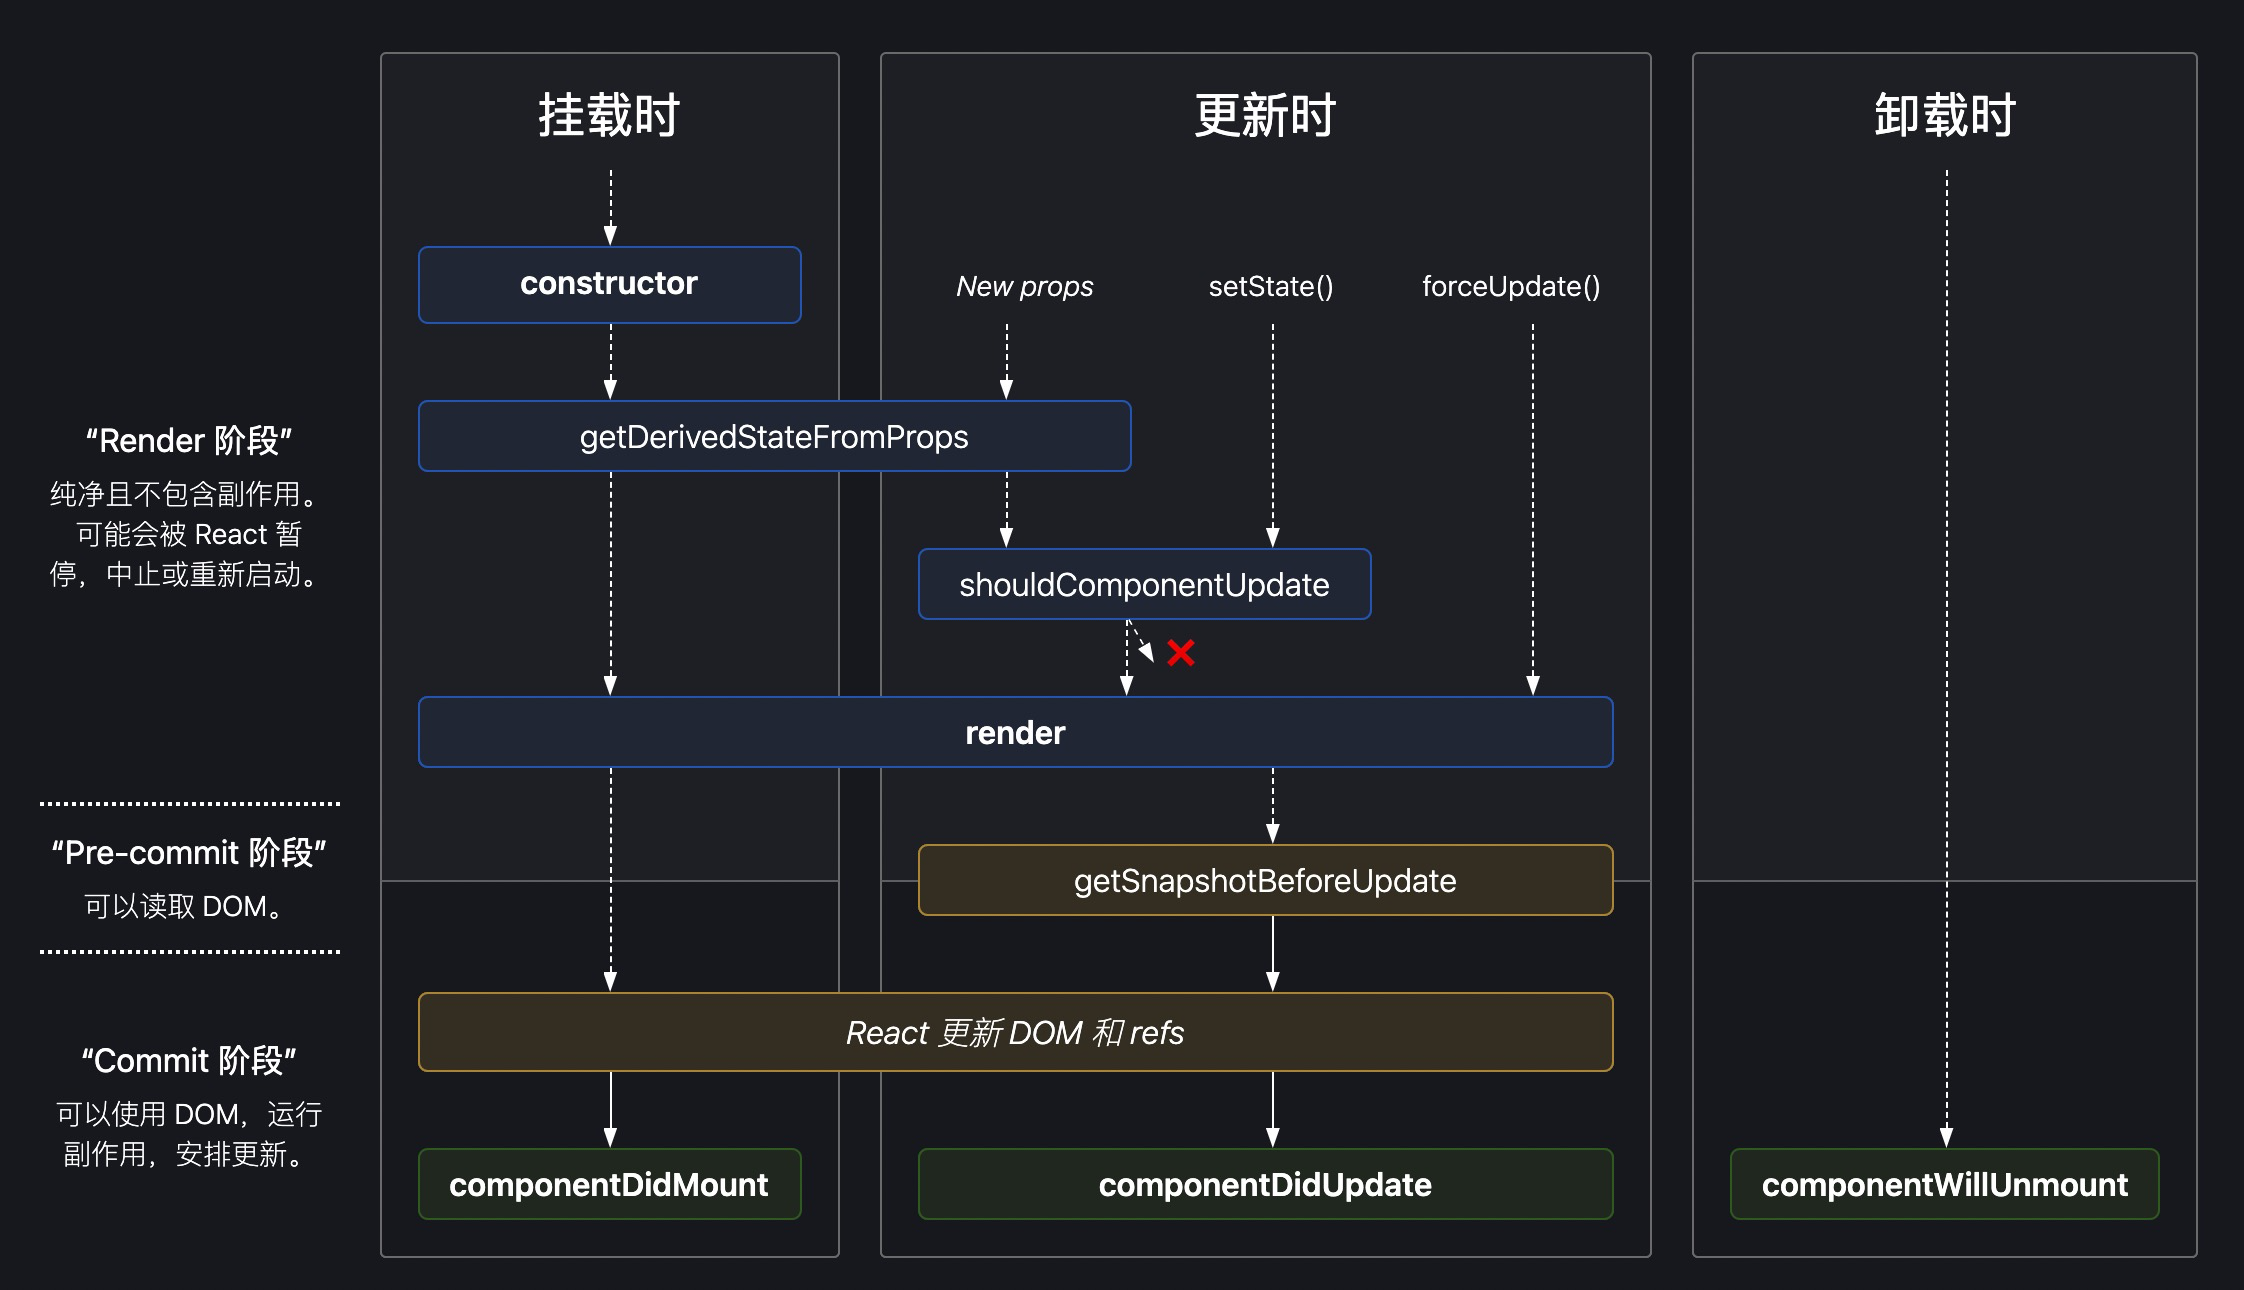 挂载时
更新时
卸载时
constructor
New props
setState()
forceUpdate()
getDerivedStateFromProps
“Render 阶段”
纯净且不包含副作用。
可能会被 React 暂
停，中止或重新启动。
shouldComponentUpdate
render
“Pre-commit 阶段”
可以读取 DOM。
getSnapshotBeforeUpdate
React 更新 DOM 和 refs
“Commit 阶段”
可以使用 DOM，运行
副作用，安排更新。
componentDidMount
componentDidUpdate
componentWillUnmount